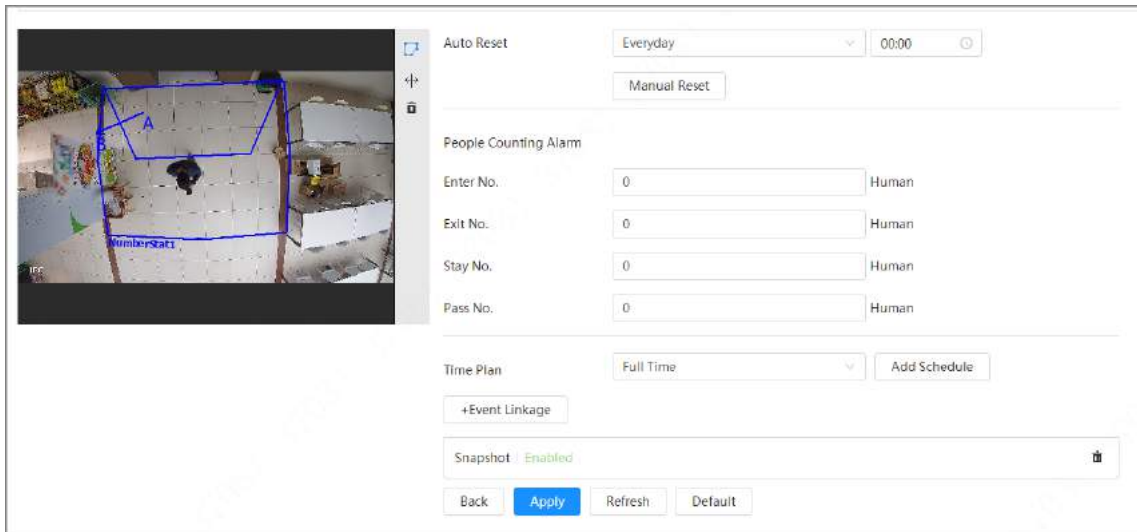 Auto Reset
Everyday
00:00
Manual Reset
People Counting Alarm
Enter No.
0
Human
Exit No.
0
Human
Stay No.
0
Human
Pass No.
0
Human
Time Plan
Full Time
Add Schedule
+Event Linkage
Snapshot
Enabled
Back
Apply
Refresh
Default
A
B
NumberStat1
IPC